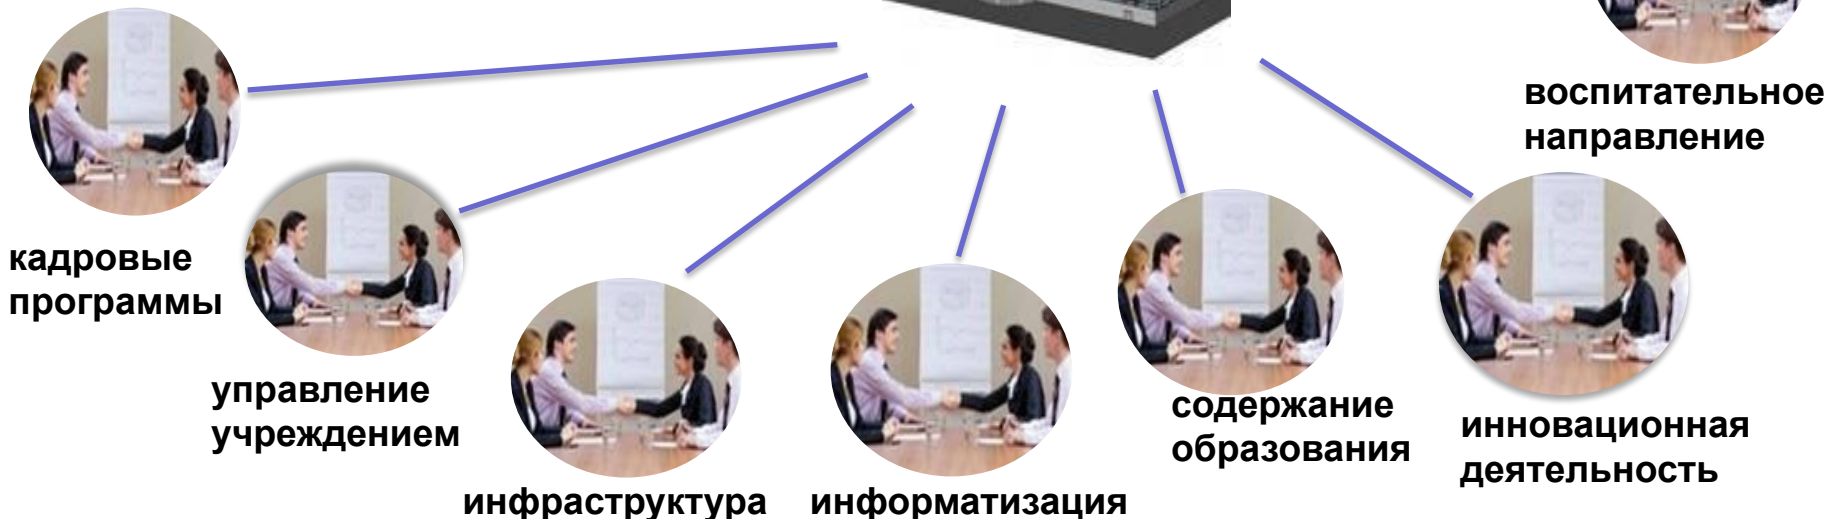 воспитательное
направление
кадровые
программы
управление
учреждением
инфраструктура
информатизация
содержание
образования
инновационная
деятельность